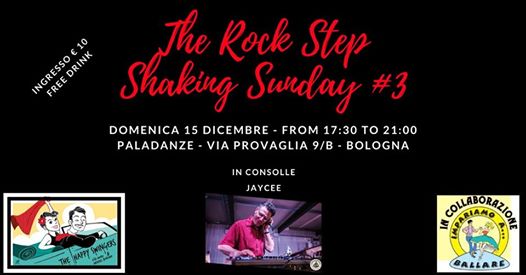 INGRESSO € 10
FREE DRINK
The Rock Step
Shaking Sunday #3
DOMENICA 15 DICEMBRE - FROM 17:30 TO 21:00
PALADANZE - VIA PROVAGLIA 9/B - BOLOGNA
IN CONSOLLE
JAYCEE
THE HAPPY SWINGERS
IN COLLABORAZIONE
IMPARIAMO A...
BALLARE